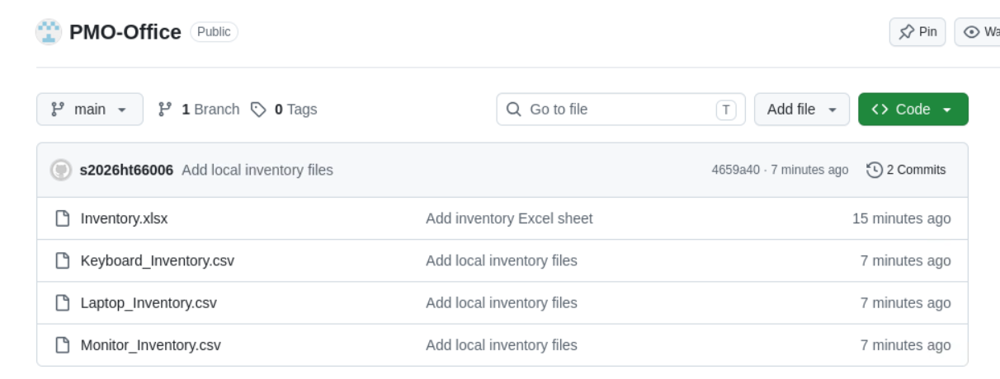 PMO-Office Public Pin
main 1 Branch 0 Tags Go to file T Add file Code
s2026ht66006 Add local inventory files 4659a40 · 7 minutes ago 2 Commits
Inventory.xlsx Add inventory Excel sheet 15 minutes ago
Keyboard_Inventory.csv Add local inventory files 7 minutes ago
Laptop_Inventory.csv Add local inventory files 7 minutes ago
Monitor_Inventory.csv Add local inventory files 7 minutes ago